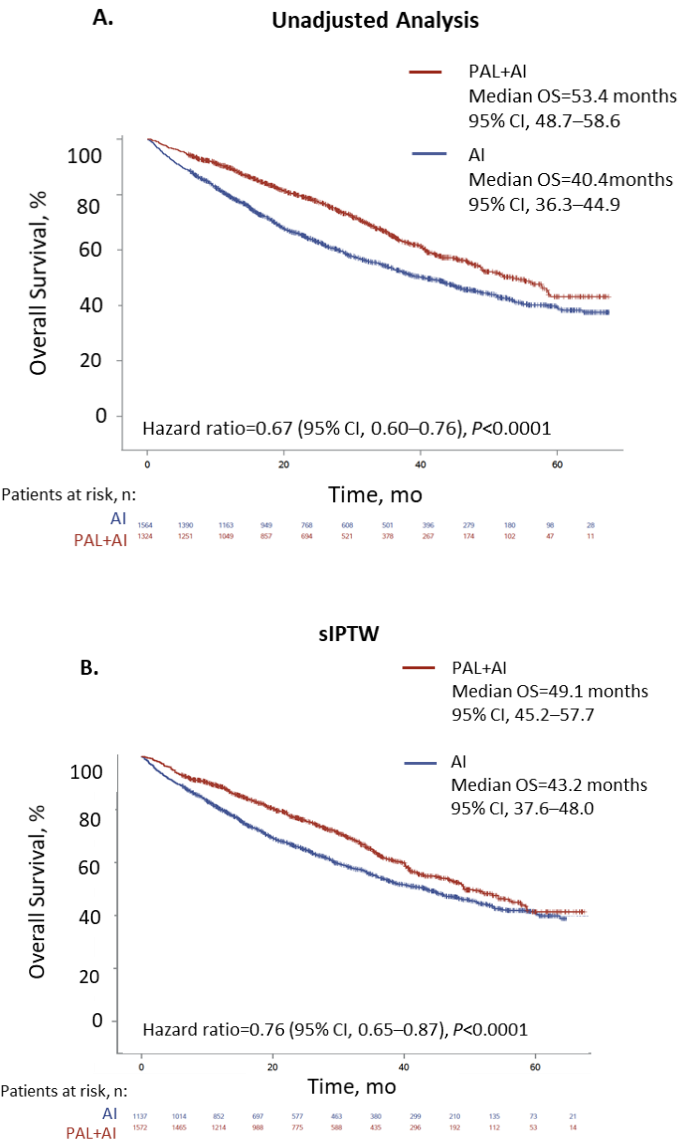 A.
Unadjusted Analysis
PAL+AI
Median OS=53.4 months
95% CI, 48.7–58.6
AI
Median OS=40.4months
95% CI, 36.3–44.9
Overall Survival, %
100
80
60
40
20
0
Hazard ratio=0.67 (95% CI, 0.60–0.76), P<0.0001
0 20 40 60
Patients at risk, n:
Time, mo
AI 1564 1390 1163 949 768 608 501 396 279 180 98 28
PAL+AI 1324 1251 1049 857 694 521 378 267 174 102 47 11
sIPTW
B.
PAL+AI
Median OS=49.1 months
95% CI, 45.2–57.7
AI
Median OS=43.2 months
95% CI, 37.6–48.0
Overall Survival, %
100
80
60
40
20
0
Hazard ratio=0.76 (95% CI, 0.65–0.87), P<0.0001
0 20 40 60
Patients at risk, n:
Time, mo
AI 1137 1014 852 697 577 463 380 299 210 135 73 21
PAL+AI 1572 1465 1214 988 775 588 435 296 192 112 53 14